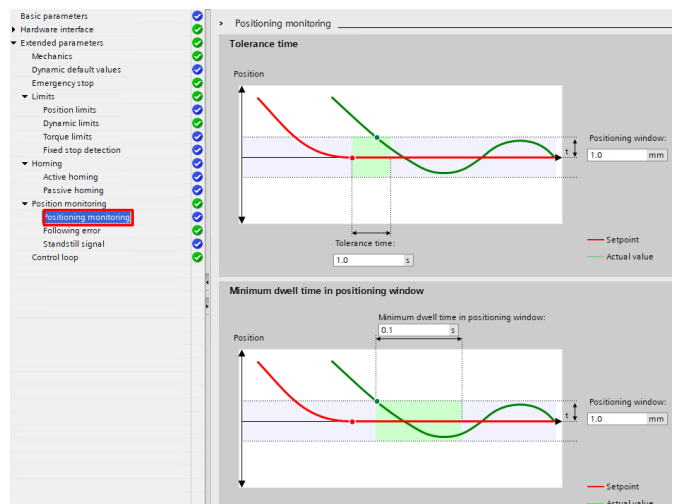 Basic parameters
Hardware interface
Extended parameters
Mechanics
Dynamic default values
Emergency stop
Limits
Position limits
Dynamic limits
Torque limits
Fixed stop detection
Homing
Active homing
Passive homing
Position monitoring
Positioning monitoring
Following error
Standstill signal
Control loop
Positioning monitoring
Tolerance time
Position
t
Positioning window:
1.0 mm
Tolerance time:
1.0 s
Setpoint
Actual value
Minimum dwell time in positioning window
Minimum dwell time in positioning window:
0.1 s
Position
t
Positioning window:
1.0 mm
Setpoint
Actual value